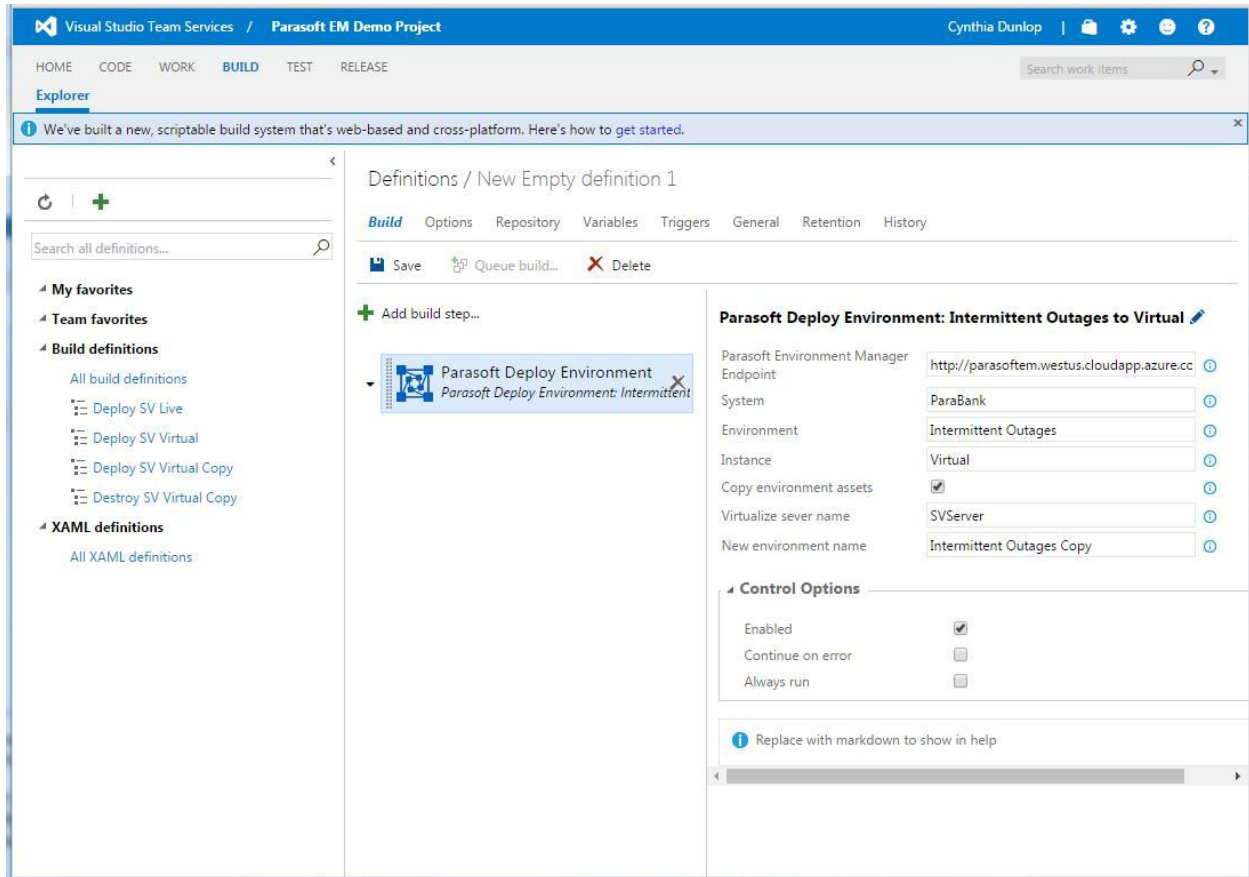 Visual Studio Team Services / Parasoft EM Demo Project Cynthia Dunlop |
HOME CODE WORK BUILD TEST RELEASE Search work items
Explorer
We've built a new, scriptable build system that's web-based and cross-platform. Here's how to get started.
Search all definitions...
My favorites
Team favorites
Build definitions
All build definitions
Deploy SV Live
Deploy SV Virtual
Deploy SV Virtual Copy
Destroy SV Virtual Copy
XAML definitions
All XAML definitions
Definitions / New Empty definition 1
Build Options Repository Variables Triggers General Retention History
Save Queue build... Delete
Add build step...
Parasoft Deploy Environment
Parasoft Deploy Environment: Intermittent
Parasoft Deploy Environment: Intermittent Outages to Virtual
Parasoft Environment Manager
Endpoint http://parasoftem.westus.cloudapp.azure.cc
System ParaBank
Environment Intermittent Outages
Instance Virtual
Copy environment assets
Virtualize sever name SVServer
New environment name Intermittent Outages Copy
Control Options
Enabled
Continue on error
Always run
Replace with markdown to show in help